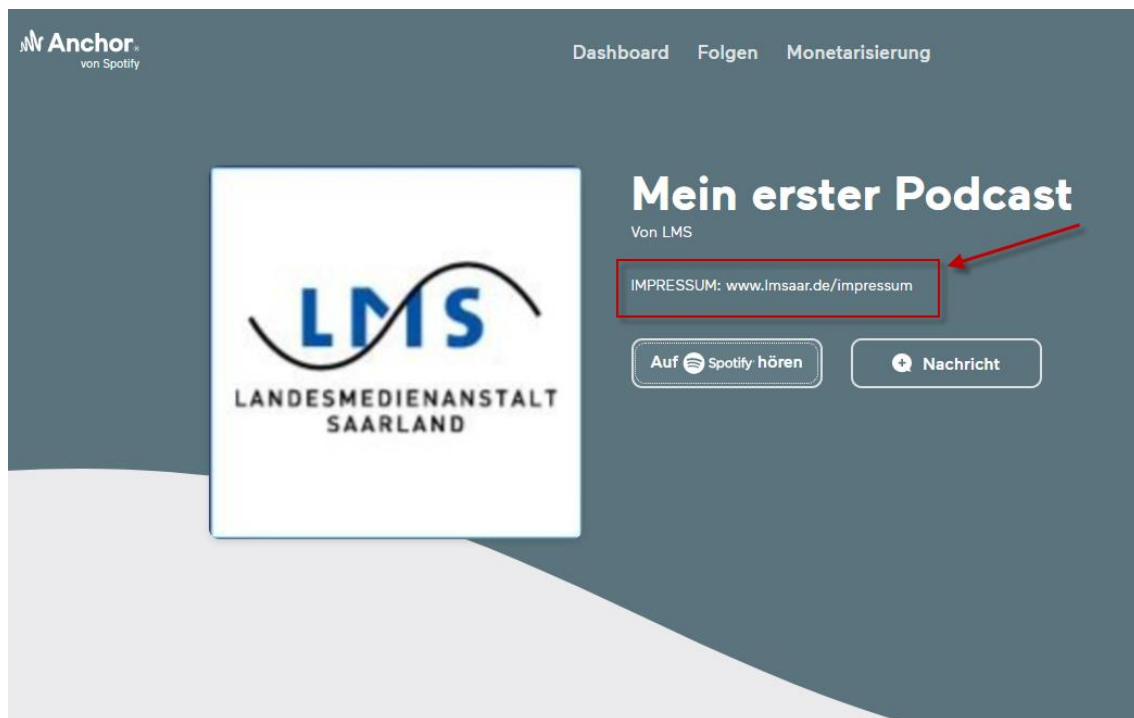 Anchor®
von Spotify
Dashboard Folgen Monetarisierung
Mein erster Podcast
Von LMS
IMPRESSUM: www.lmsaar.de/impressum
Auf Spotify hören
Nachricht
LMS
LANDESMEDIENANSTALT
SAARLAND